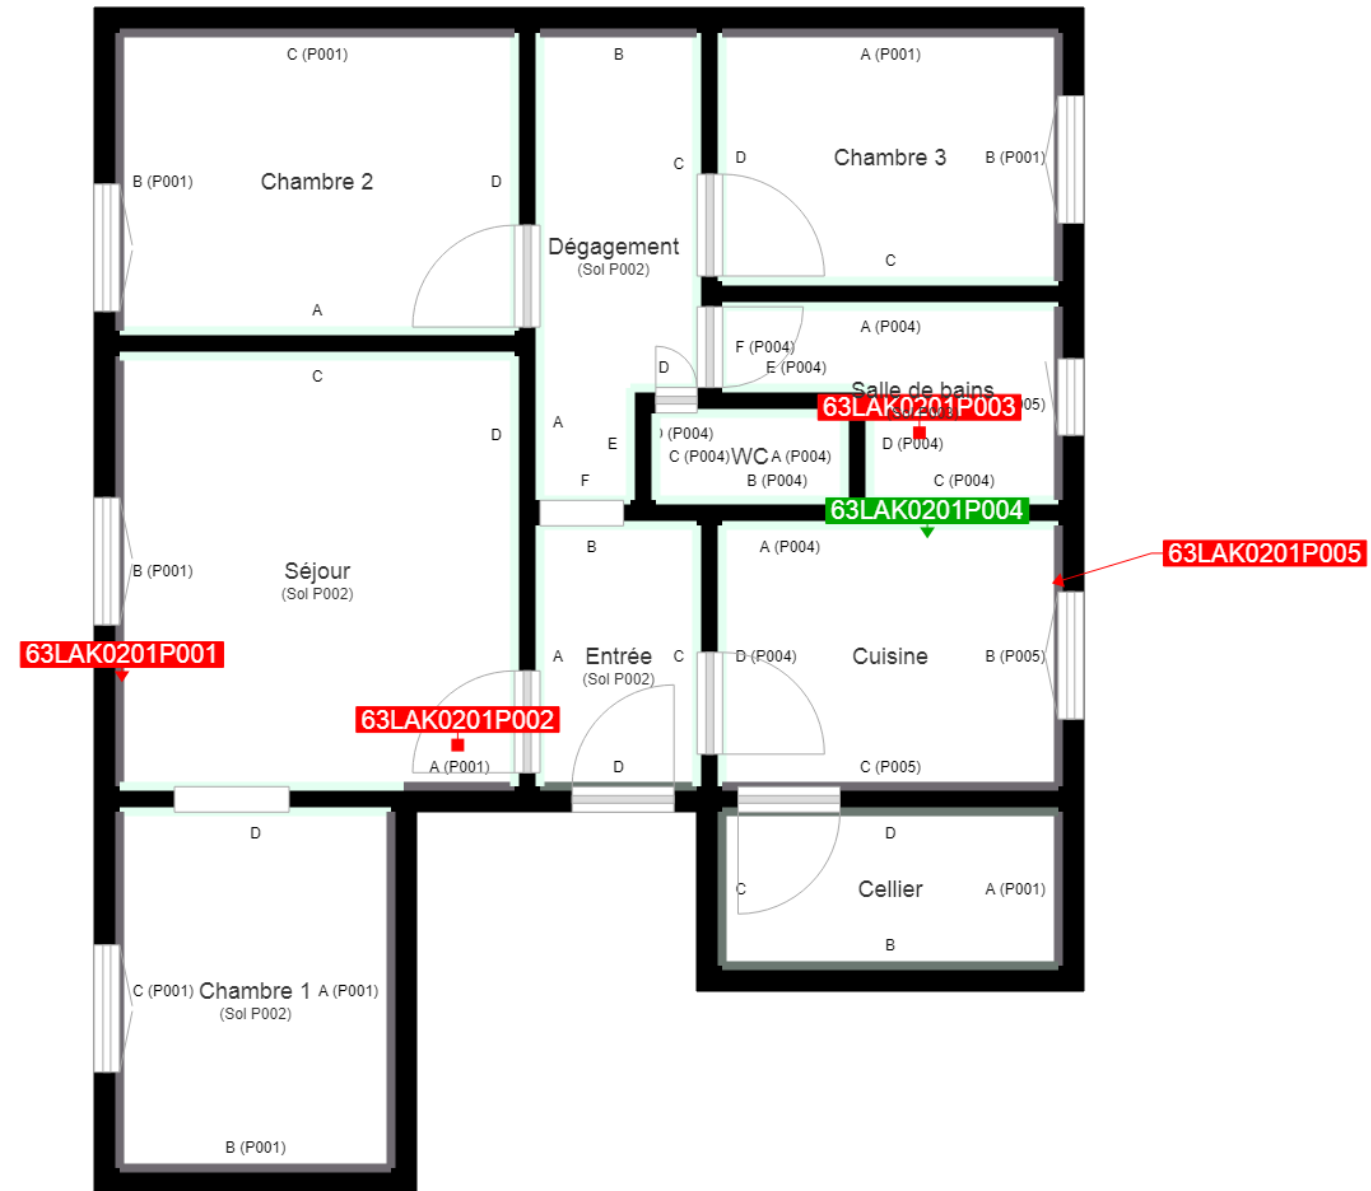 C (P001)
B
A (P001)
B (P001)
Chambre 2
D
C
D
Chambre 3
B (P001)
Dégagement
(Sol P002)
C
A
A (P004)
F (P004)
D
E (P004)
C
Salle de bains
63LAK0201P003
D
A
E
D (P004)
C (P004)
WC
A (P004)
F
B (P004)
C (P004)
63LAK0201P004
B
A (P004)
63LAK0201P005
B (P001)
Séjour
(Sol P002)
63LAK0201P001
A
Entrée
(Sol P002)
C
D (P004)
Cuisine
B (P005)
63LAK0201P002
A (P001)
D
C (P005)
D
D
C
Cellier
A (P001)
B
C (P001)
Chambre 1
(Sol P002)
A (P001)
B (P001)